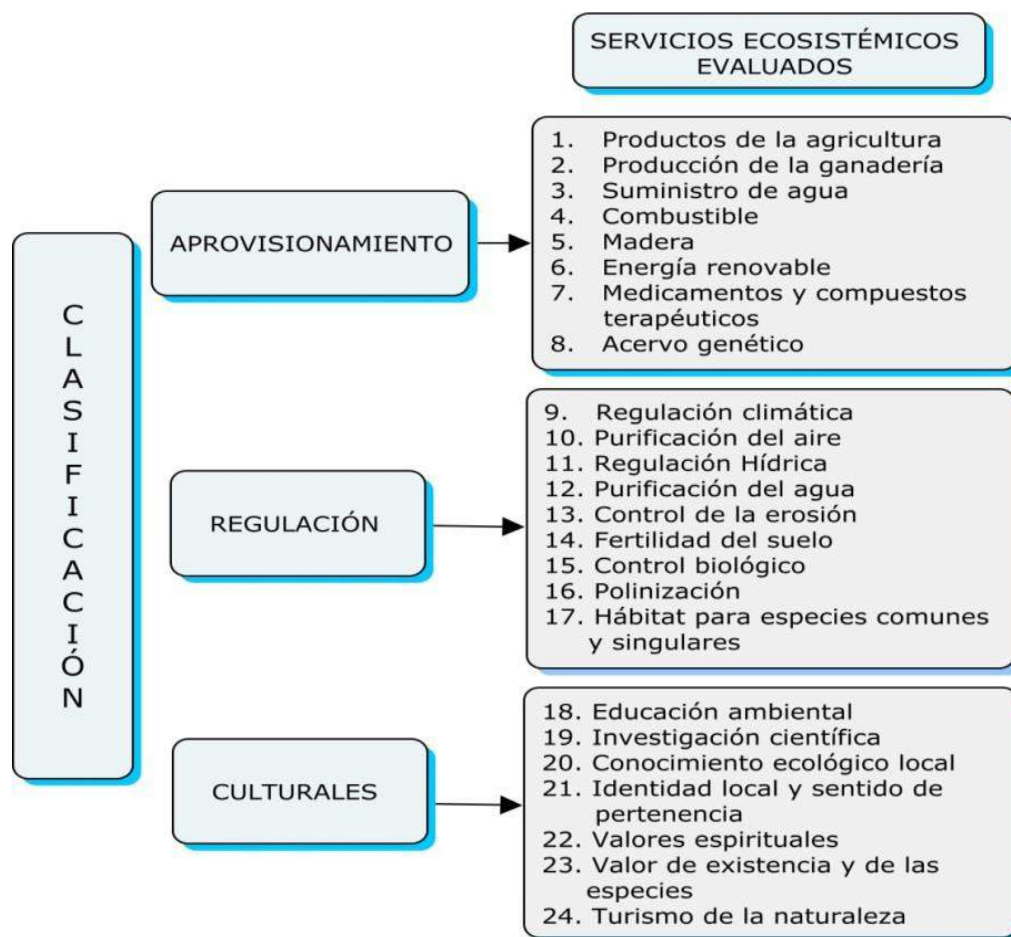 SERVICIOS ECOSISTÉMICOS
EVALUADOS
CLASIFICACIÓN
APROVISIONAMIENTO
1. Productos de la agricultura
2. Producción de la ganadería
3. Suministro de agua
4. Combustible
5. Madera
6. Energía renovable
7. Medicamentos y compuestos
terapéuticos
8. Acervo genético
REGULACIÓN
9. Regulación climática
10. Purificación del aire
11. Regulación Hídrica
12. Purificación del agua
13. Control de la erosión
14. Fertilidad del suelo
15. Control biológico
16. Polinización
17. Hábitat para especies comunes
y singulares
CULTURALES
18. Educación ambiental
19. Investigación científica
20. Conocimiento ecológico local
21. Identidad local y sentido de
pertenencia
22. Valores espirituales
23. Valor de existencia y de las
especies
24. Turismo de la naturaleza